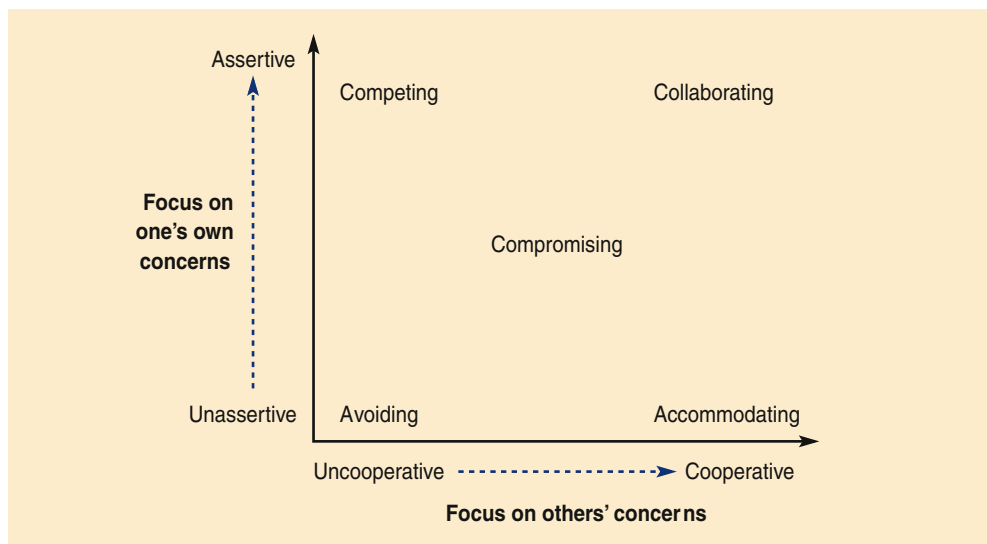 Assertive
Competing
Collaborating
Focus on
one's own
concerns
Compromising
Unassertive
Avoiding
Accommodating
Uncooperative
Cooperative
Focus on others' concerns